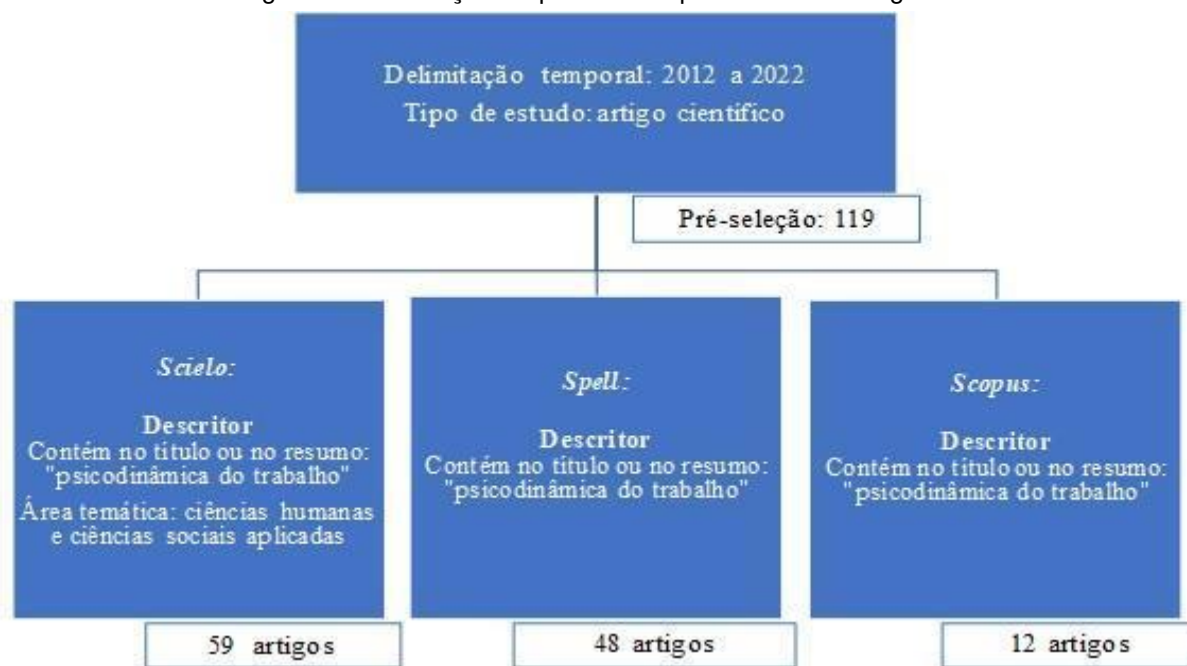 Delimitação temporal: 2012 a 2022
Tipo de estudo: artigo científico
Pré-seleção: 119
Scielo:
Descritor
Contém no título ou no resumo:
"psicodinâmica do trabalho"
Área temática: ciências humanas
e ciências sociais aplicadas
59 artigos
Spell:
Descritor
Contém no título ou no resumo:
"psicodinâmica do trabalho"
48 artigos
Scopus:
Descritor
Contém no título ou no resumo:
"psicodinâmica do trabalho"
12 artigos